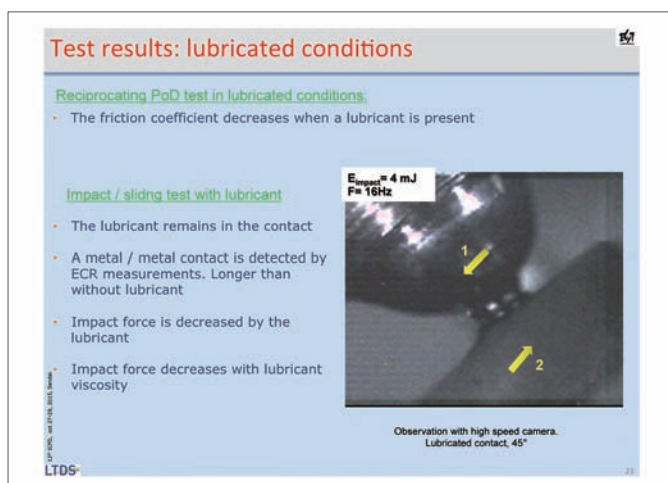 Test results: lubricated conditions
Reciprocating PoD test in lubricated conditions:
• The friction coefficient decreases when a lubricant is present
Impact / slidng test with lubricant
• The lubricant remains in the contact
• A metal / metal contact is detected by
ECR measurements. Longer than
without lubricant
• Impact force is decreased by the
lubricant
• Impact force decreases with lubricant
viscosity
Eimpact= 4 mJ
F= 16Hz
1
2
Observation with high speed camera.
Lubricated contact, 45°
LTDS
23